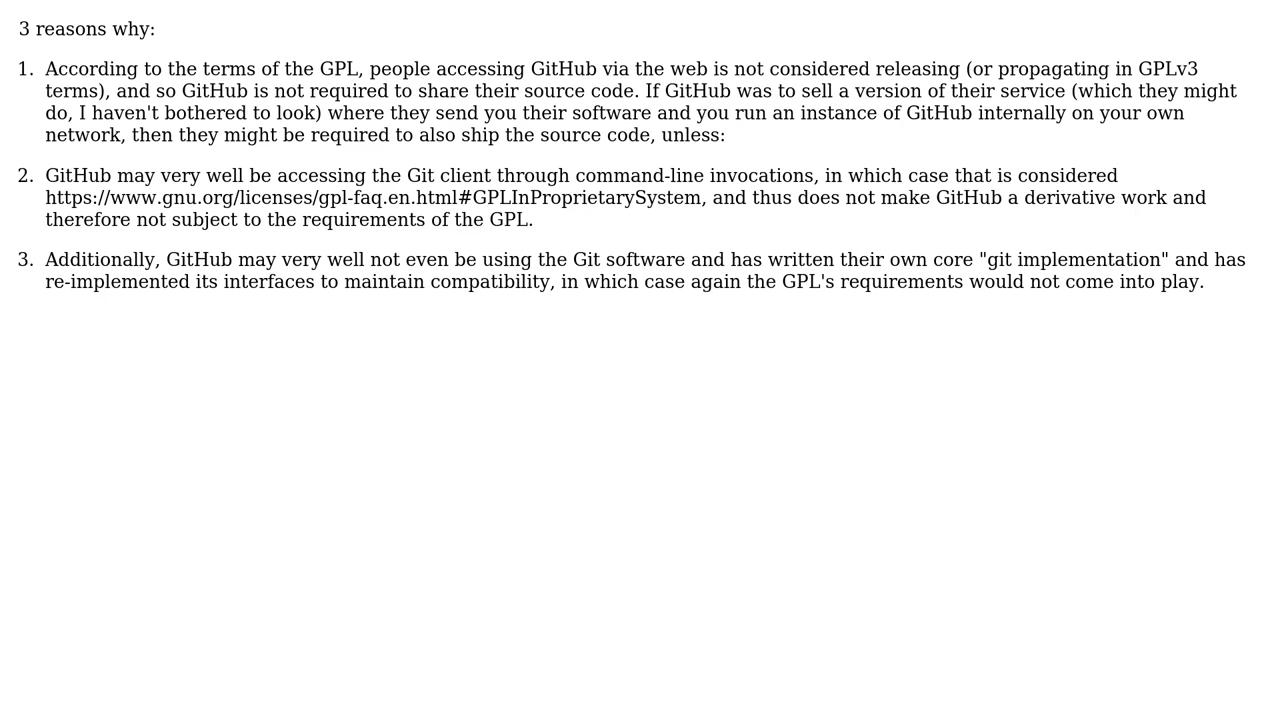 3 reasons why:
1. According to the terms of the GPL, people accessing GitHub via the web is not considered releasing (or propagating in GPLv3
terms), and so GitHub is not required to share their source code. If GitHub was to sell a version of their service (which they might
do, I haven't bothered to look) where they send you their software and you run an instance of GitHub internally on your own
network, then they might be required to also ship the source code, unless:
2. GitHub may very well be accessing the Git client through command-line invocations, in which case that is considered
https://www.gnu.org/licenses/gpl-faq.en.html#GPLInProprietarySystem, and thus does not make GitHub a derivative work and
therefore not subject to the requirements of the GPL.
3. Additionally, GitHub may very well not even be using the Git software and has written their own core "git implementation" and has
re-implemented its interfaces to maintain compatibility, in which case again the GPL's requirements would not come into play.